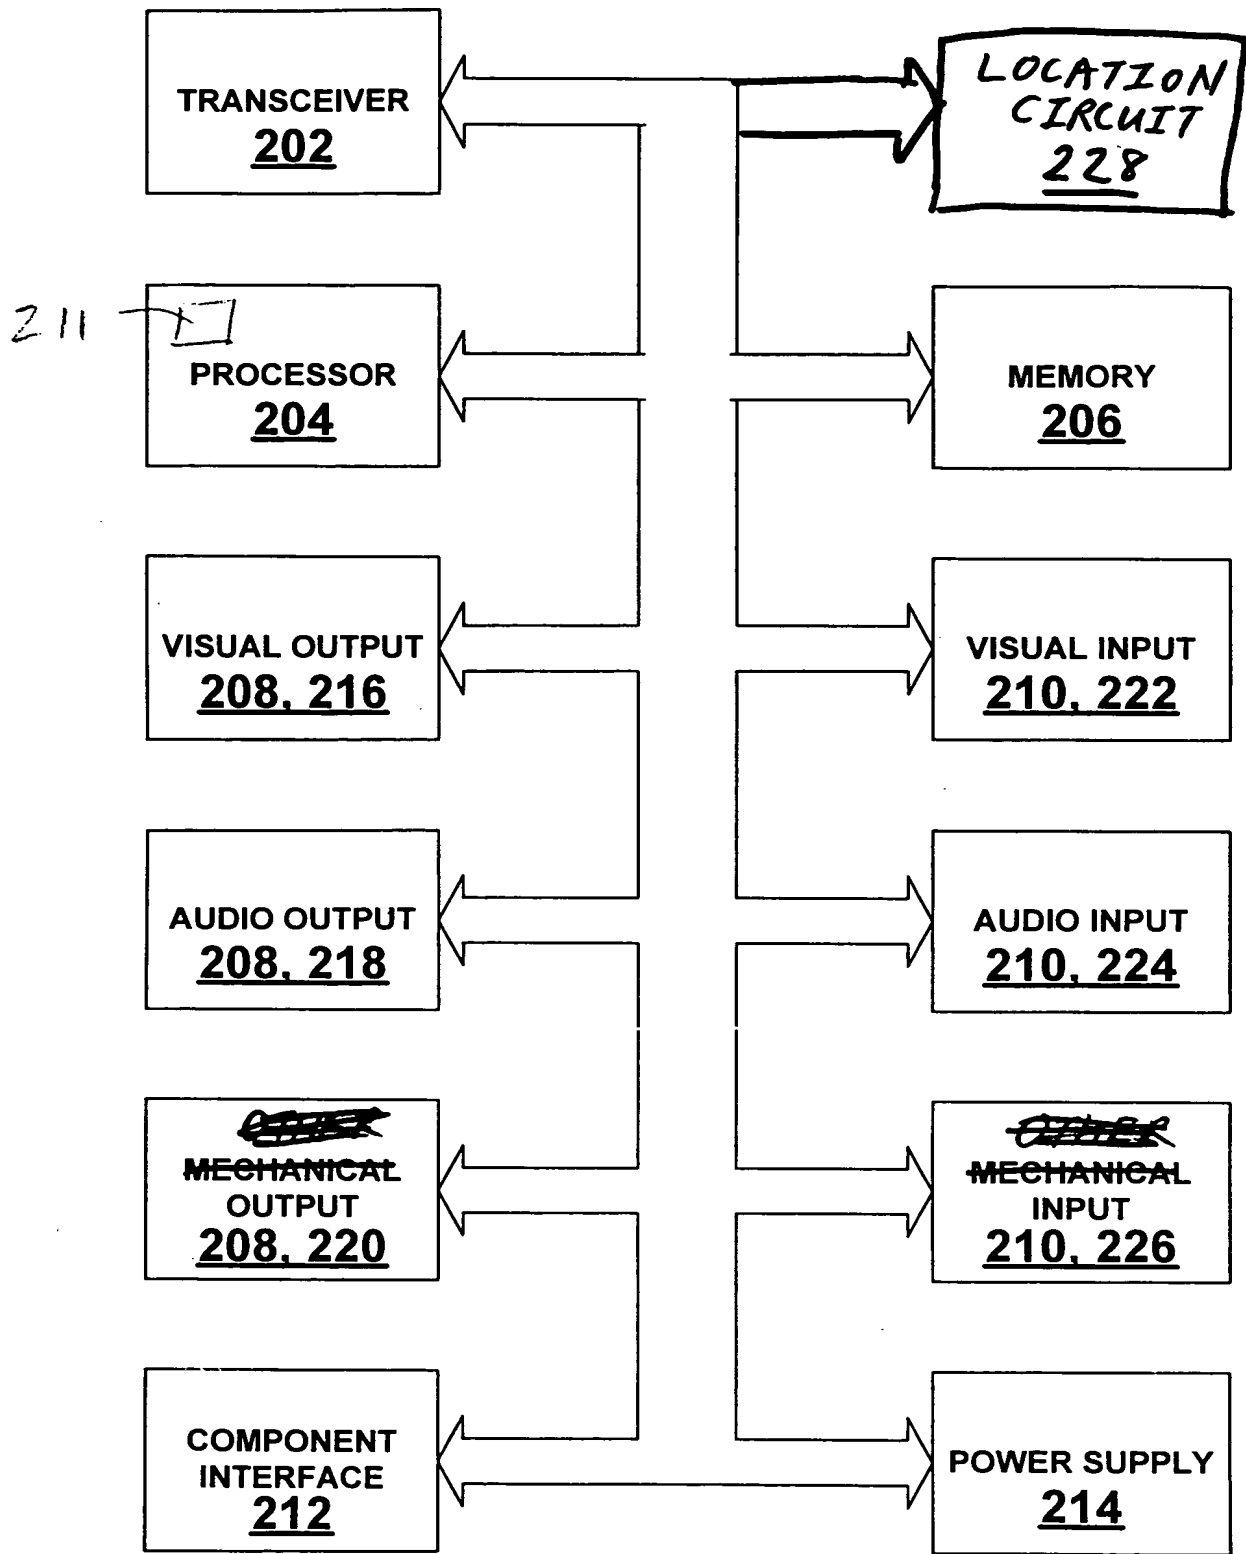 TRANSCEIVER
202
LOCATION
CIRCUIT
228
211
PROCESSOR
204
MEMORY
206
VISUAL OUTPUT
208, 216
VISUAL INPUT
210, 222
AUDIO OUTPUT
208, 218
AUDIO INPUT
210, 224
MECHANICAL
OUTPUT
208, 220
MECHANICAL
INPUT
210, 226
COMPONENT
INTERFACE
212
POWER SUPPLY
214